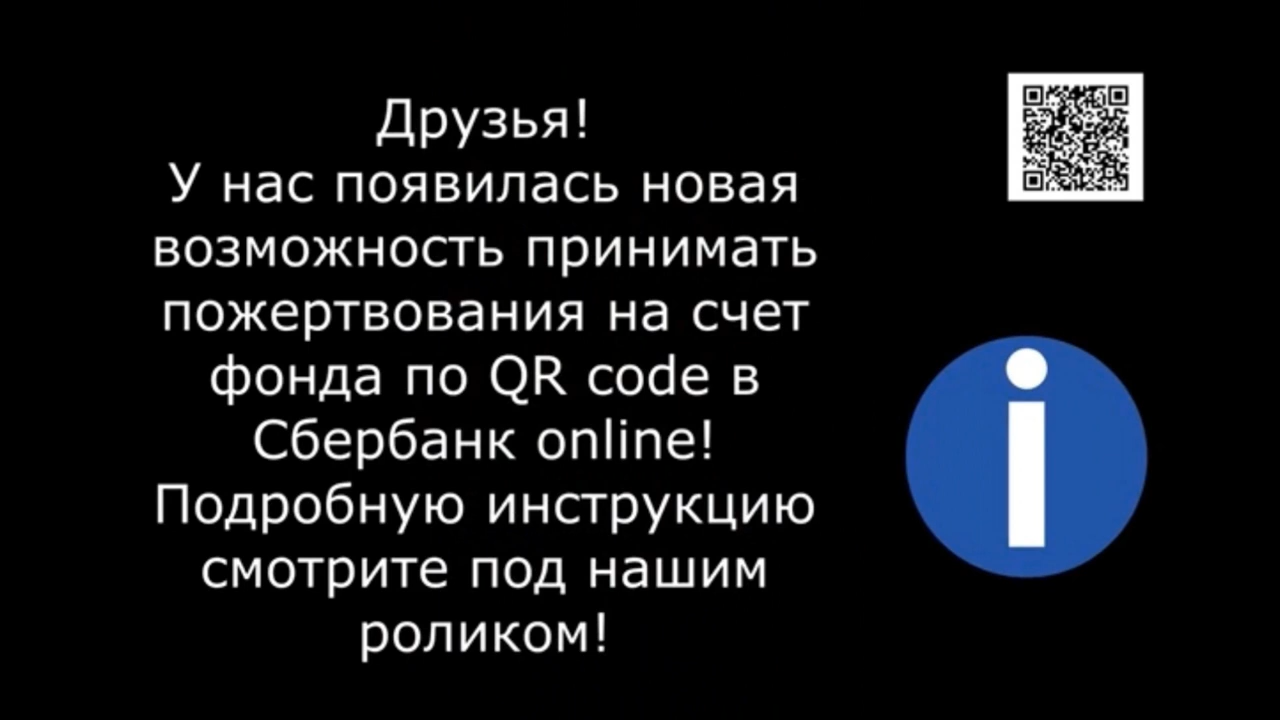 Друзья!
У нас появилась новая
возможность принимать
пожертвования на счет
фонда по QR code в
Сбербанк online!
Подробную инструкцию
смотрите под нашим
роликом!
i